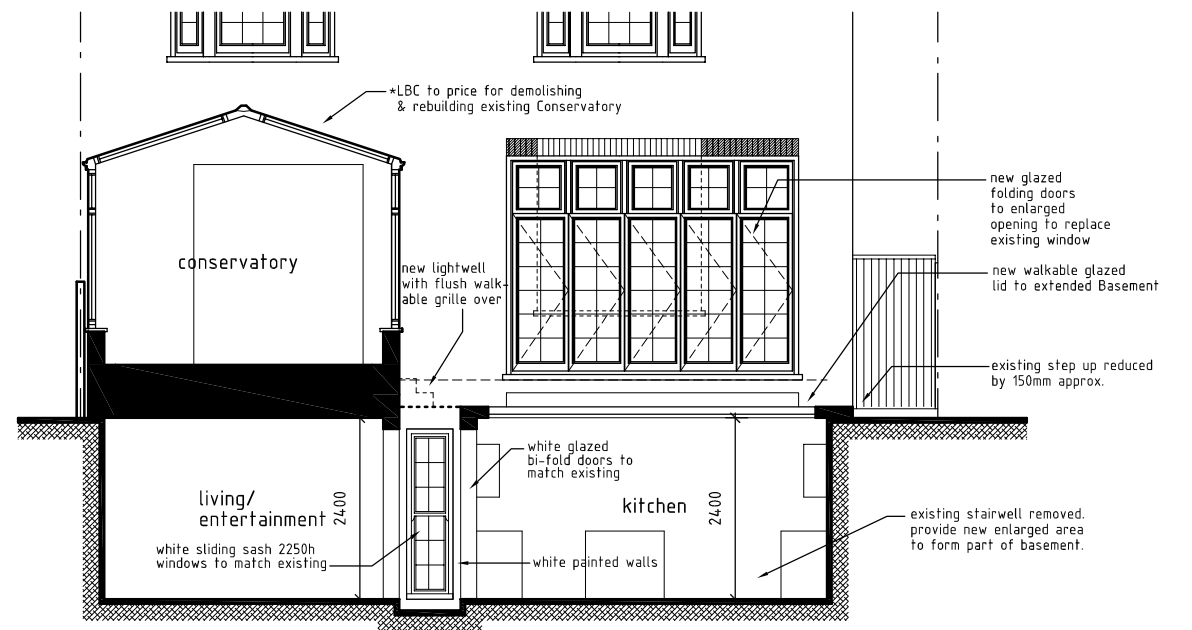 *LBC to price for demolishing
& rebuilding existing Conservatory
new glazed
folding doors
to enlarged
opening to replace
existing window
conservatory
new lightwell
with flush walk-
able grille over
new walkable glazed
lid to extended Basement
existing step up reduced
by 150mm approx.
white glazed
bi-fold doors to
match existing
living/
entertainment
2400
kitchen
2400
existing stairwell removed.
provide new enlarged area
to form part of basement.
white sliding sash 2250h
windows to match existing
white painted walls